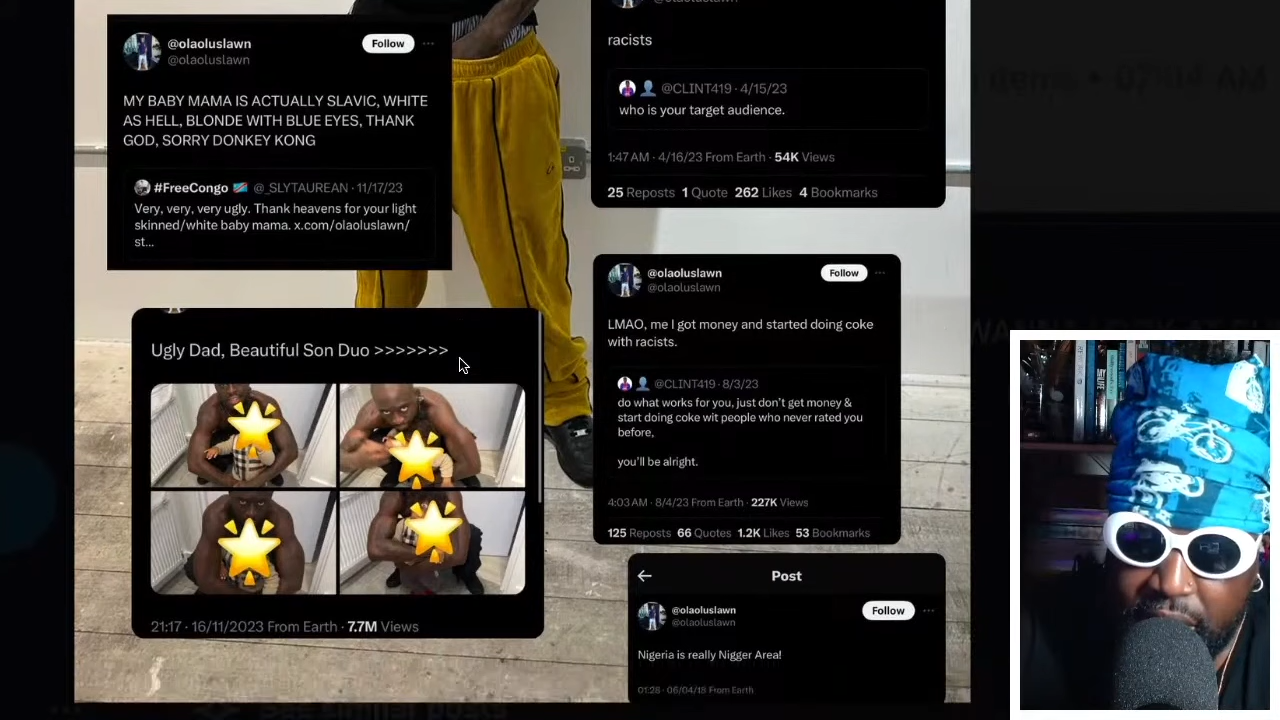 @olaoluslawn
@olaoluslawn
Follow
MY BABY MAMA IS ACTUALLY SLAVIC, WHITE
AS HELL, BLONDE WITH BLUE EYES, THANK
GOD, SORRY DONKEY KONG
#FreeCongo 🇨🇩 @_SLYTAUREAN · 11/17/23
Very, very, very ugly. Thank heavens for your light
skinned/white baby mama. x.com/olaoluslawn/
st...
Ugly Dad, Beautiful Son Duo >>>>>>>
21:17 · 16/11/2023 From Earth · 7.7M Views
racists
@CLINT419 · 4/15/23
who is your target audience.
1:47 AM · 4/16/23 From Earth · 54K Views
25 Reposts 1 Quote 262 Likes 4 Bookmarks
@olaoluslawn
@olaoluslawn
Follow
LMAO, me I got money and started doing coke
with racists.
@CLINT419 · 8/3/23
do what works for you, just don't get money &
start doing coke wit people who never rated you
before,
you'll be alright.
4:03 AM · 8/4/23 From Earth · 227K Views
125 Reposts 66 Quotes 1.2K Likes 53 Bookmarks
Post
@olaoluslawn
@olaoluslawn
Follow
Nigeria is really Nigger Area!
01:28 · 06/04/18 From Earth